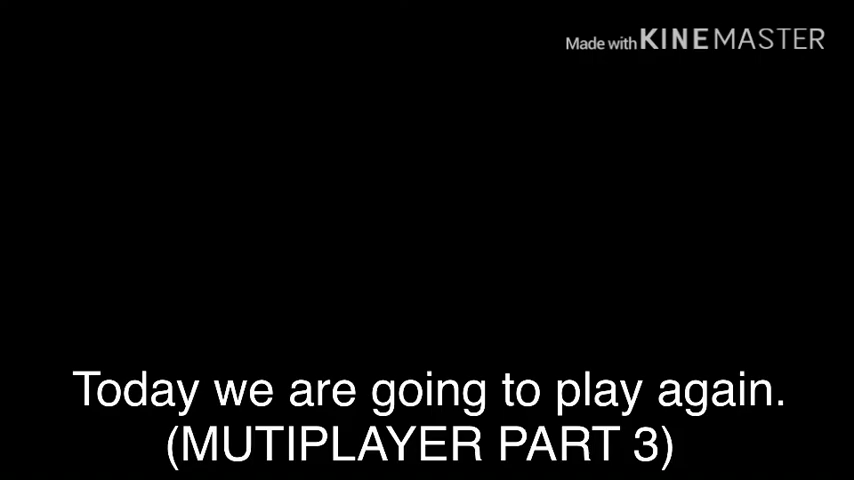 Made with KINEMASTER
Today we are going to play again.
(MUTIPLAYER PART 3)